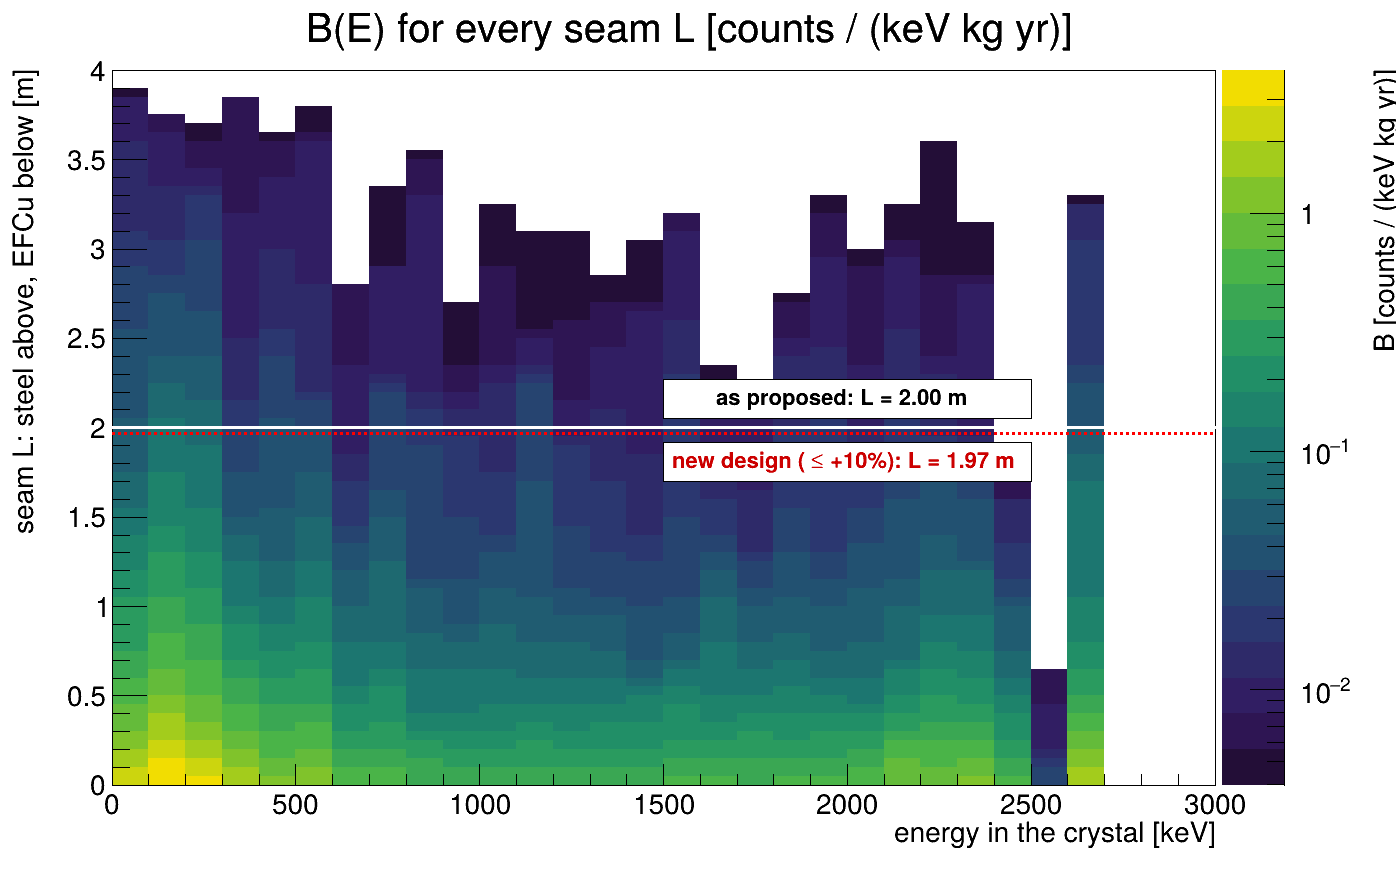 B(E) for every seam L [counts / (keV kg yr)]
seam L: steel above, EFCu below [m]
4
3.5
3
2.5
2
1.5
1
0.5
0
as proposed: L = 2.00 m
new design ( ≤ +10%): L = 1.97 m
0 500 1000 1500 2000 2500 3000
energy in the crystal [keV]
1
10⁻¹
10⁻²
B [counts / (keV kg yr)]